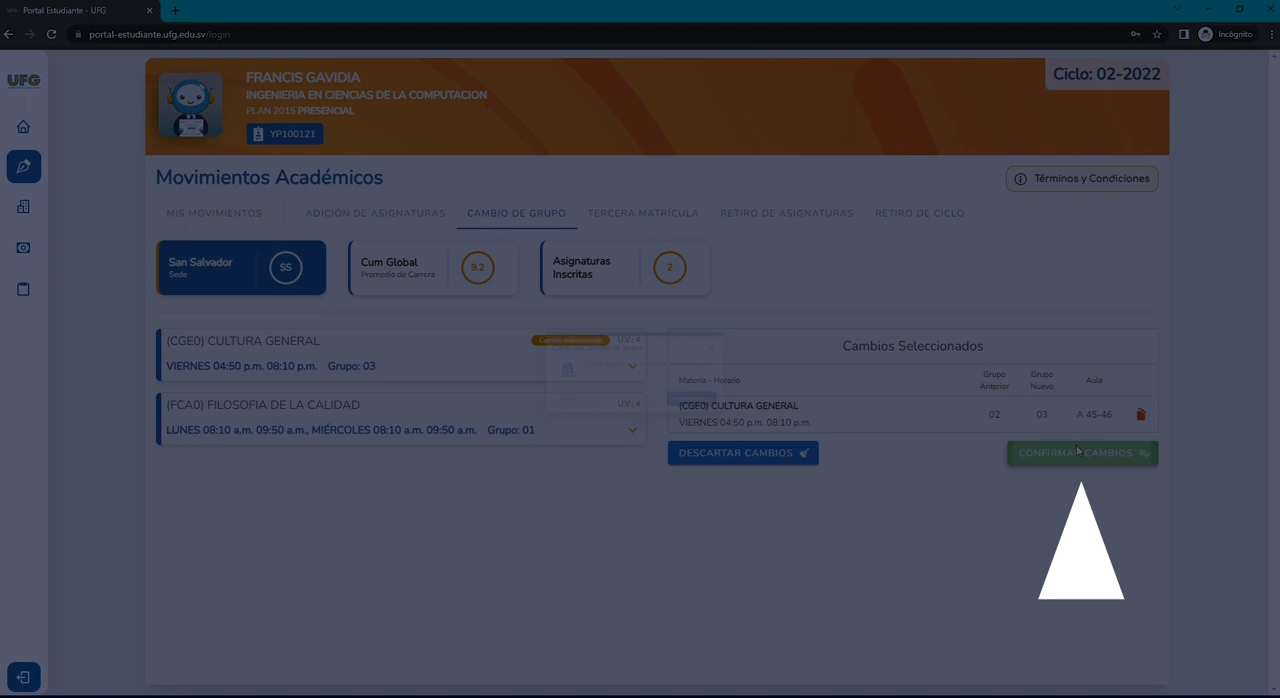 UFG Portal Estudiante - UFG
portal-estudiante.ufg.edu.sv/login
Incógnito
UFG
FRANCIS GAVIDIA
INGENIERIA EN CIENCIAS DE LA COMPUTACION
PLAN 2015 PRESENCIAL
YP100121
Ciclo: 02-2022
Movimientos Académicos
Términos y Condiciones
MIS MOVIMIENTOS
ADICIÓN DE ASIGNATURAS
CAMBIO DE GRUPO
TERCERA MATRÍCULA
RETIRO DE ASIGNATURAS
RETIRO DE CICLO
San Salvador
Sede
SS
Cum Global
Promedio de Carrera
9.2
Asignaturas
Inscritas
2
(CGE0) CULTURA GENERAL
Cambio seleccionado
U.V.: 4
VIERNES 04:50 p.m. 08:10 p.m. Grupo: 03
(FCA0) FILOSOFIA DE LA CALIDAD
U.V.: 4
LUNES 08:10 a.m. 09:50 a.m., MIÉRCOLES 08:10 a.m. 09:50 a.m. Grupo: 01
Cambios Seleccionados
Materia - Horario
Grupo
Anterior
Grupo
Nuevo
Aula
(CGE0) CULTURA GENERAL
VIERNES 04:50 p.m. 08:10 p.m.
02
03
A 45-46
DESCARTAR CAMBIOS
CONFIRMAR CAMBIOS